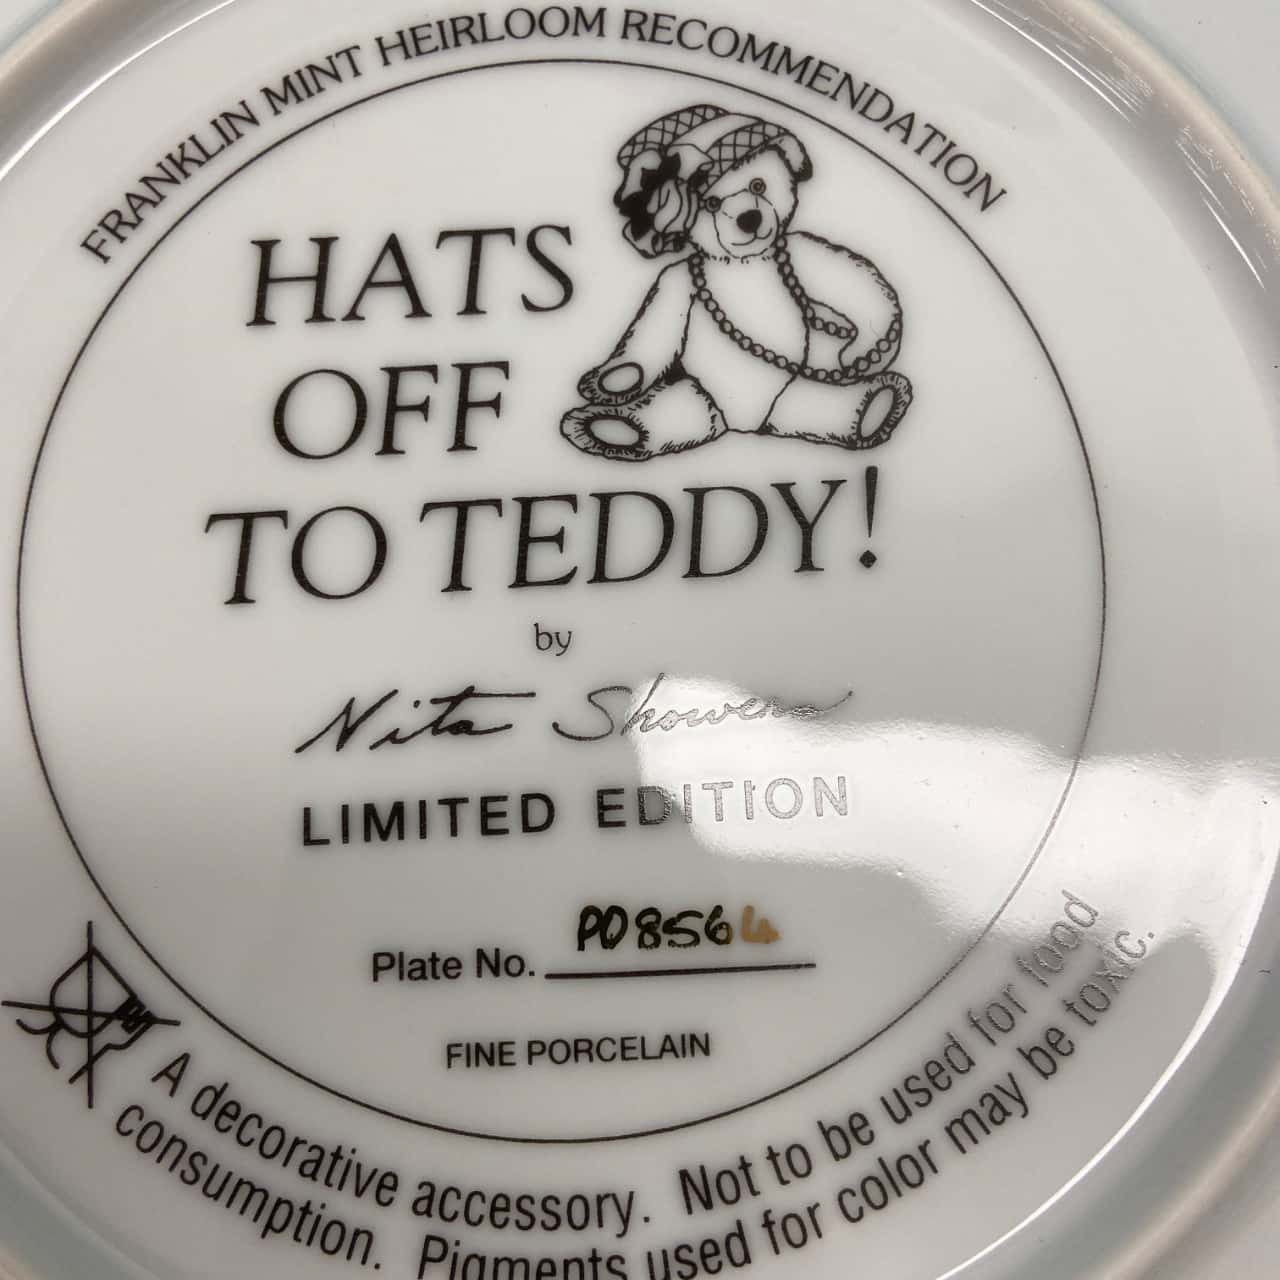 FRANKLIN MINT HEIRLOOM RECOMMENDATION
HATS
OFF
TO TEDDY!
by
Nita Showers
LIMITED EDITION
Plate No. PO8564
FINE PORCELAIN
A decorative accessory. Not to be used for food
consumption. Pigments used for color may be toxic.